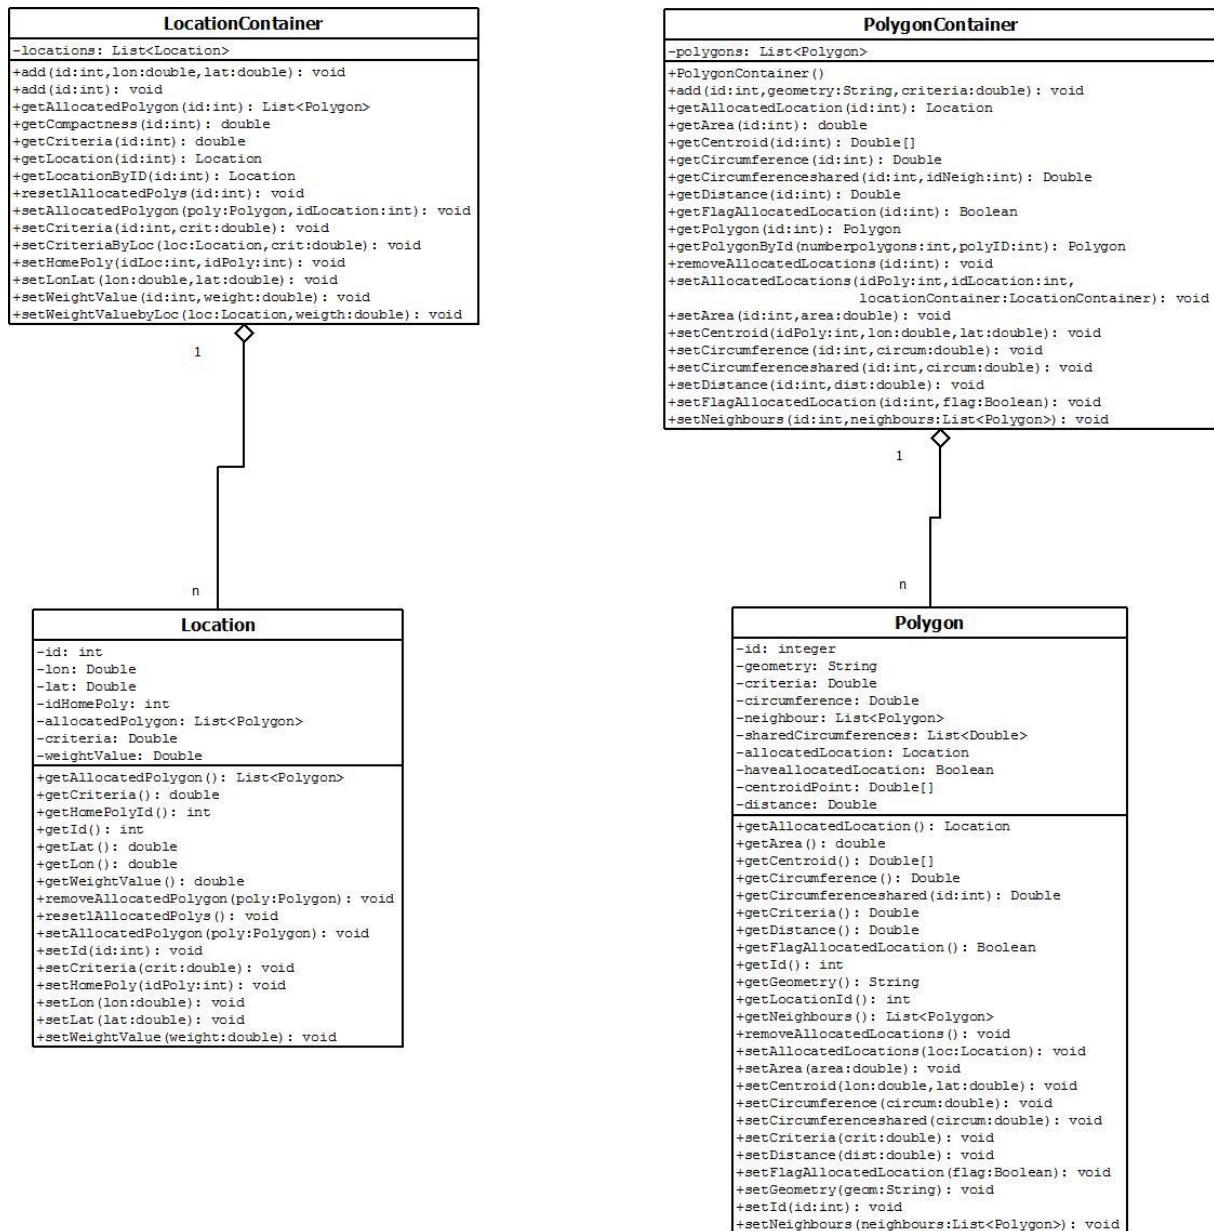 LocationContainer
-locations: List<Location>
+add(id:int,lon:double,lat:double): void
+add(id:int): void
+getAllocatedPolygon(id:int): List<Polygon>
+getCompactness(id:int): double
+getCriteria(id:int): double
+getLocation(id:int): Location
+getLocationByID(id:int): Location
+resetlAllocatedPolys(id:int): void
+setAllocatedPolygon(poly:Polygon,idLocation:int): void
+setCriteria(id:int,crit:double): void
+setCriteriaByLoc(loc:Location,crit:double): void
+setHomePoly(idLoc:int,idPoly:int): void
+setLonLat(lon:double,lat:double): void
+setWeightValue(id:int,weight:double): void
+setWeightValuebyLoc(loc:Location,weigth:double): void
1
n
Location
-id: int
-lon: Double
-lat: Double
-idHomePoly: int
-allocatedPolygon: List<Polygon>
-criteria: Double
-weightValue: Double
+getAllocatedPolygon(): List<Polygon>
+getCriteria(): double
+getHomePolyId(): int
+getId(): int
+getLat(): double
+getLon(): double
+getWeightValue(): double
+removeAllocatedPolygon(poly:Polygon): void
+resetlAllocatedPolys(): void
+setAllocatedPolygon(poly:Polygon): void
+setId(id:int): void
+setCriteria(crit:double): void
+setHomePoly(idPoly:int): void
+setLon(lon:double): void
+setLat(lat:double): void
+setWeightValue(weight:double): void
PolygonContainer
-polygons: List<Polygon>
+PolygonContainer()
+add(id:int,geometry:String,criteria:double): void
+getAllocatedLocation(id:int): Location
+getArea(id:int): double
+getCentroid(id:int): Double[]
+getCircumference(id:int): Double
+getCircumferenceshared(id:int,idNeigh:int): Double
+getDistance(id:int): Double
+getFlagAllocatedLocation(id:int): Boolean
+getPolygon(id:int): Polygon
+getPolygonById(numberpolygons:int,polyID:int): Polygon
+removeAllocatedLocations(id:int): void
+setAllocatedLocations(idPoly:int,idLocation:int,
locationContainer:LocationContainer): void
+setArea(id:int,area:double): void
+setCentroid(idPoly:int,lon:double,lat:double): void
+setCircumference(id:int,circum:double): void
+setCircumferenceshared(id:int,circum:double): void
+setDistance(id:int,dist:double): void
+setFlagAllocatedLocation(id:int,flag:Boolean): void
+setNeighbours(id:int,neighbours:List<Polygon>): void
1
n
Polygon
-id: integer
-geometry: String
-criteria: Double
-circumference: Double
-neighbour: List<Polygon>
-sharedCircumferences: List<Double>
-allocatedLocation: Location
-haveallocatedLocation: Boolean
-centroidPoint: Double[]
-distance: Double
+getAllocatedLocation(): Location
+getArea(): double
+getCentroid(): Double[]
+getCircumference(): Double
+getCircumferenceshared(id:int): Double
+getCriteria(): Double
+getDistance(): Double
+getFlagAllocatedLocation(): Boolean
+getId(): int
+getGeometry(): String
+getLocationId(): int
+getNeighbours(): List<Polygon>
+removeAllocatedLocations(): void
+setAllocatedLocations(loc:Location): void
+setArea(area:double): void
+setCentroid(lon:double,lat:double): void
+setCircumference(circum:double): void
+setCircumferenceshared(circum:double): void
+setCriteria(crit:double): void
+setDistance(dist:double): void
+setFlagAllocatedLocation(flag:Boolean): void
+setGeometry(geom:String): void
+setId(id:int): void
+setNeighbours(neighbours:List<Polygon>): void